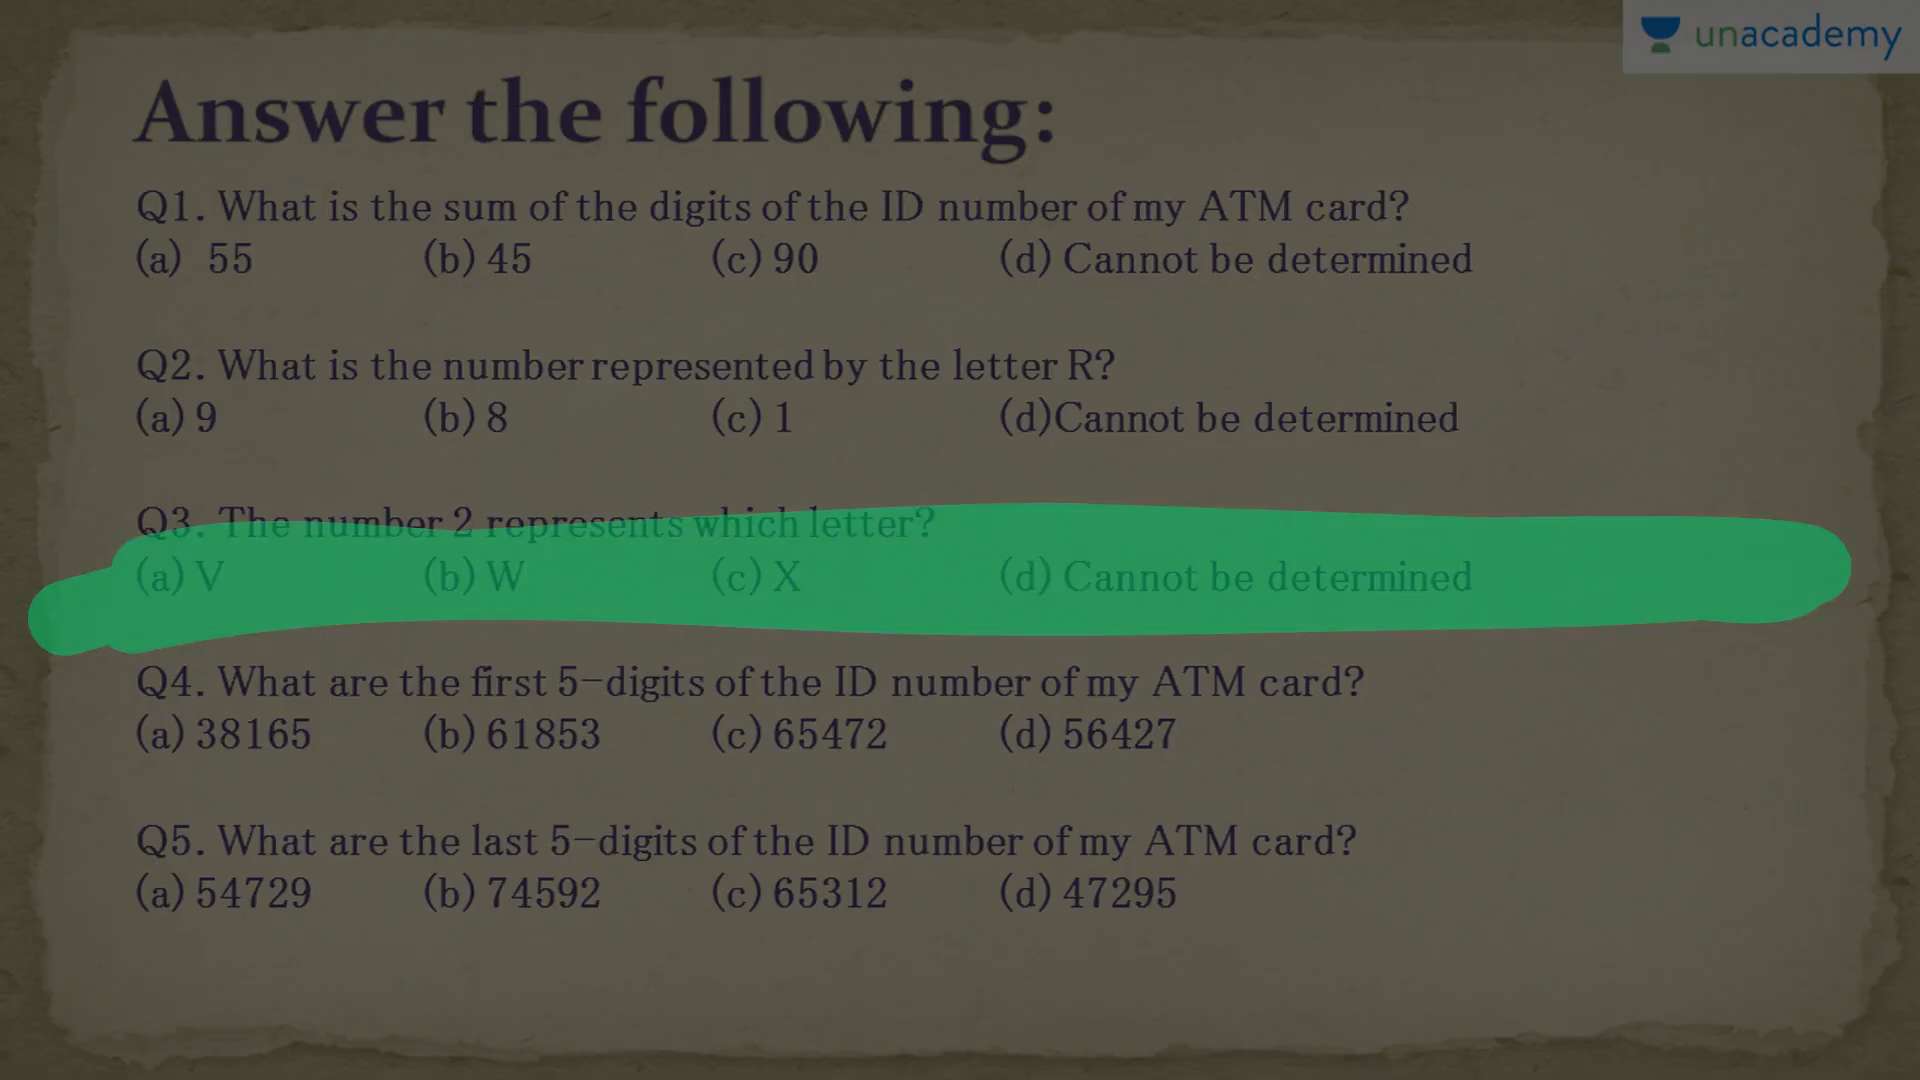 unacademy
Answer the following:
Q1. What is the sum of the digits of the ID number of my ATM card?
(a) 55 (b) 45 (c) 90 (d) Cannot be determined
Q2. What is the number represented by the letter R?
(a) 9 (b) 8 (c) 1 (d)Cannot be determined
Q3. The number 2 represents which letter?
(a) V (b) W (c) X (d) Cannot be determined
Q4. What are the first 5-digits of the ID number of my ATM card?
(a) 38165 (b) 61853 (c) 65472 (d) 56427
Q5. What are the last 5-digits of the ID number of my ATM card?
(a) 54729 (b) 74592 (c) 65312 (d) 47295